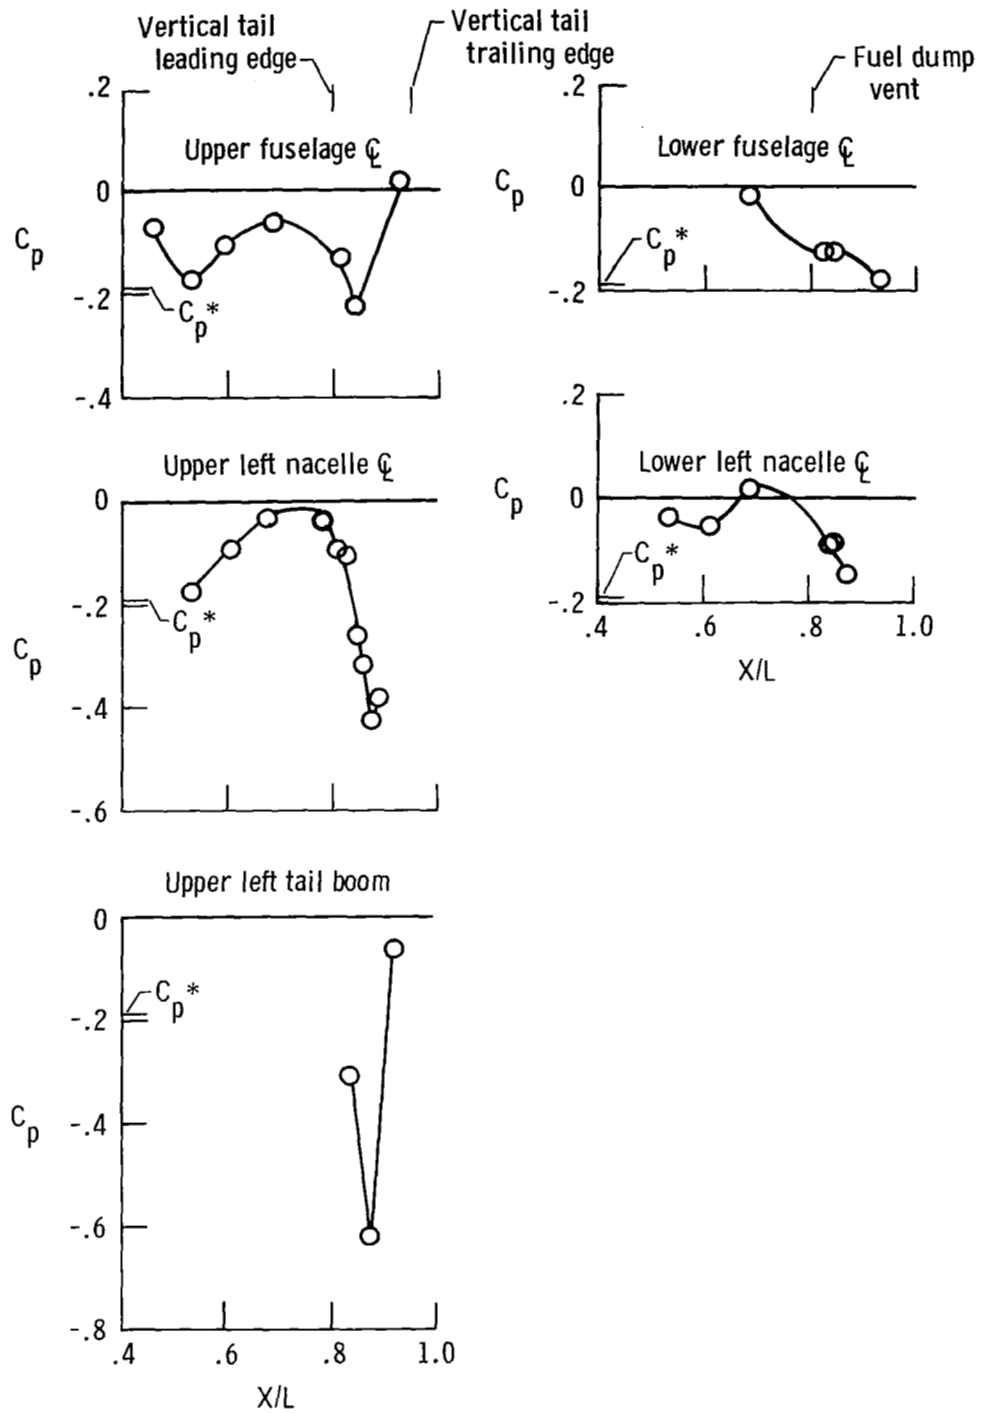 Vertical tail
leading edge
Vertical tail
trailing edge
.2
Upper fuselage ℄
0
Cp
-.2
Cp*
-.4
Fuel dump
vent
.2
Lower fuselage ℄
Cp
0
Cp*
-.2
Upper left nacelle ℄
0
Cp*
-.2
Cp
-.4
-.6
.2
Lower left nacelle ℄
Cp
0
Cp*
-.2
.4 .6 .8 1.0
X/L
Upper left tail boom
0
Cp*
-.2
Cp
-.4
-.6
-.8
.4 .6 .8 1.0
X/L